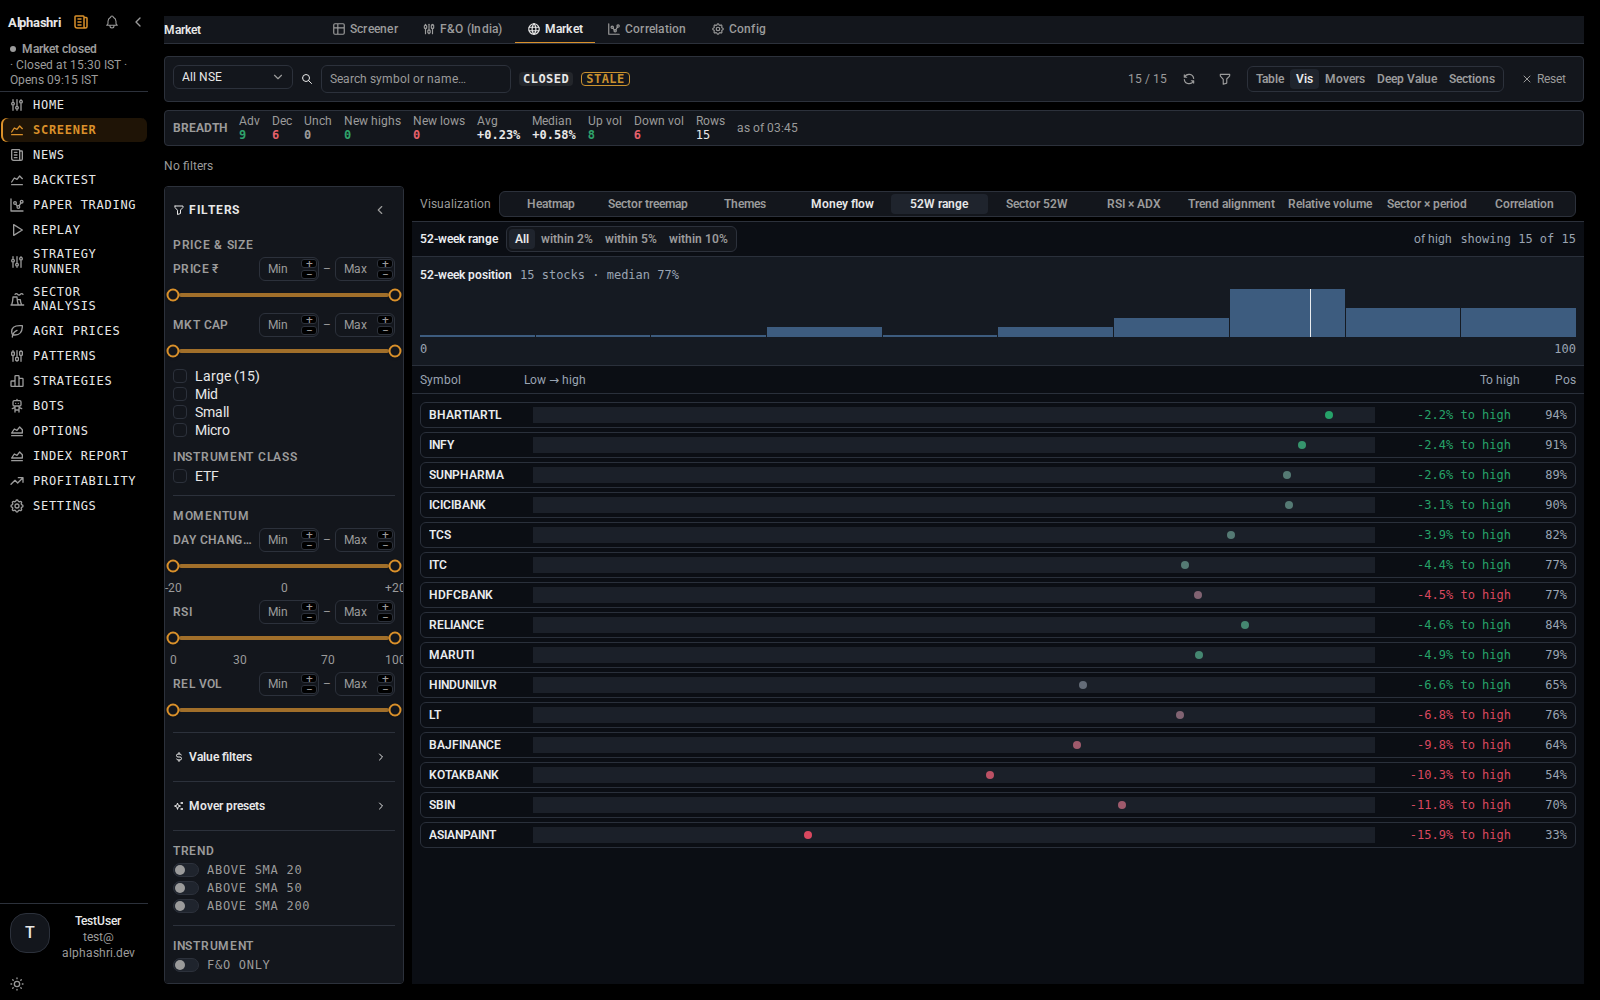 Alphashri
Market closed
· Closed at 15:30 IST ·
Opens 09:15 IST
HOME
SCREENER
NEWS
BACKTEST
PAPER TRADING
REPLAY
STRATEGY
RUNNER
SECTOR
ANALYSIS
AGRI PRICES
PATTERNS
STRATEGIES
BOTS
OPTIONS
INDEX REPORT
PROFITABILITY
SETTINGS
T
TestUser
test@
alphashri.dev
Market
Screener F&O (India) Market Correlation Config
All NSE Search symbol or name… CLOSED STALE 15 / 15 Table Vis Movers Deep Value Sections Reset
BREADTH
Adv Dec Unch New highs New lows Avg Median Up vol Down vol Rows
9 6 0 0 0 +0.23% +0.58% 8 6 15
as of 03:45
No filters
FILTERS
PRICE & SIZE
PRICE ₹ Min – Max
MKT CAP Min – Max
Large (15)
Mid
Small
Micro
INSTRUMENT CLASS
ETF
MOMENTUM
DAY CHANG… Min – Max
-20 0 +20
RSI Min – Max
0 30 70 100
REL VOL Min – Max
Value filters
Mover presets
TREND
ABOVE SMA 20
ABOVE SMA 50
ABOVE SMA 200
INSTRUMENT
F&O ONLY
Visualization Heatmap Sector treemap Themes Money flow 52W range Sector 52W RSI × ADX Trend alignment Relative volume Sector × period Correlation
52-week range All within 2% within 5% within 10% of high showing 15 of 15
52-week position 15 stocks · median 77%
0 100
Symbol Low → high To high Pos
BHARTIARTL -2.2% to high 94%
INFY -2.4% to high 91%
SUNPHARMA -2.6% to high 89%
ICICIBANK -3.1% to high 90%
TCS -3.9% to high 82%
ITC -4.4% to high 77%
HDFCBANK -4.5% to high 77%
RELIANCE -4.6% to high 84%
MARUTI -4.9% to high 79%
HINDUNILVR -6.6% to high 65%
LT -6.8% to high 76%
BAJFINANCE -9.8% to high 64%
KOTAKBANK -10.3% to high 54%
SBIN -11.8% to high 70%
ASIANPAINT -15.9% to high 33%